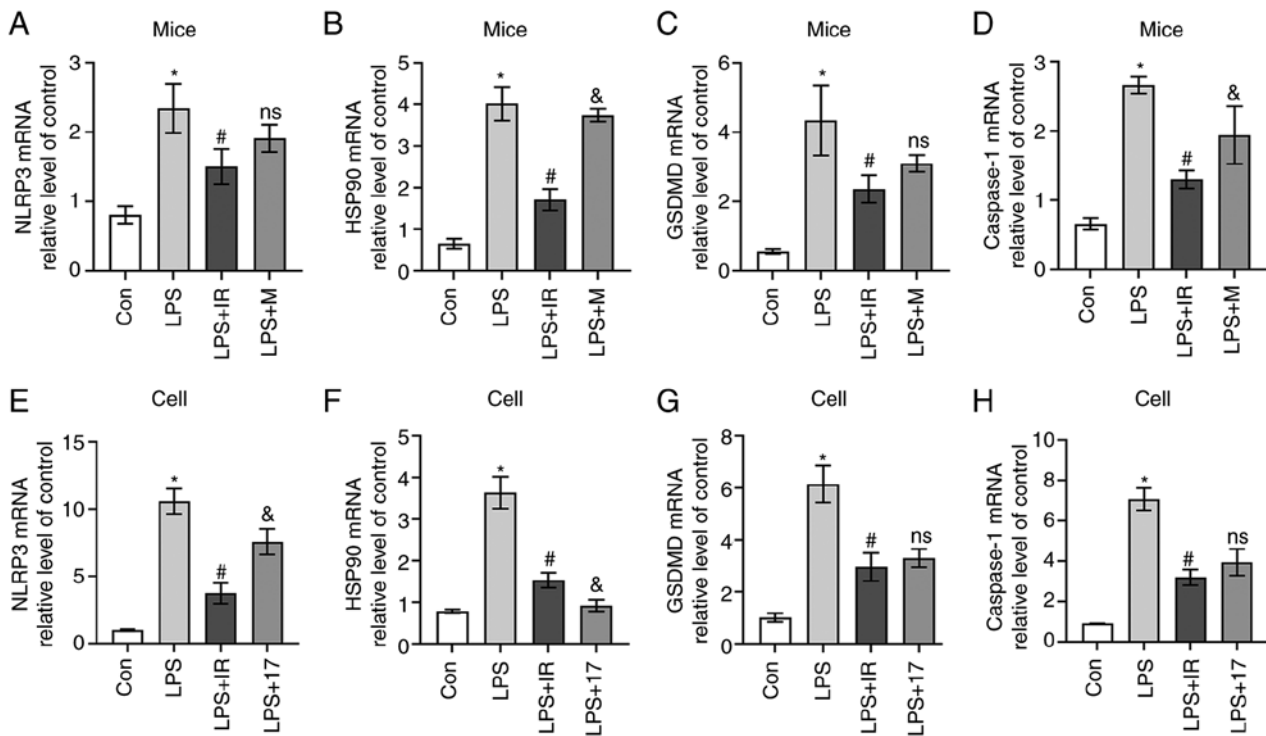 A
Mice
NLRP3 mRNA
relative level of control
3
2
1
0
*
#
ns
Con
LPS
LPS+IR
LPS+M
B
Mice
HSP90 mRNA
relative level of control
5
4
3
2
1
0
*
#
&
Con
LPS
LPS+IR
LPS+M
C
Mice
GSDMD mRNA
relative level of control
6
4
2
0
*
#
ns
Con
LPS
LPS+IR
LPS+M
D
Mice
Caspase-1 mRNA
relative level of control
3
2
1
0
*
#
&
Con
LPS
LPS+IR
LPS+M
E
Cell
NLRP3 mRNA
relative level of control
15
10
5
0
*
#
&
Con
LPS
LPS+IR
LPS+17
F
Cell
HSP90 mRNA
relative level of control
5
4
3
2
1
0
*
#
&
Con
LPS
LPS+IR
LPS+17
G
Cell
GSDMD mRNA
relative level of control
8
6
4
2
0
*
#
ns
Con
LPS
LPS+IR
LPS+17
H
Cell
Caspase-1 mRNA
relative level of control
10
8
6
4
2
0
*
#
ns
Con
LPS
LPS+IR
LPS+17